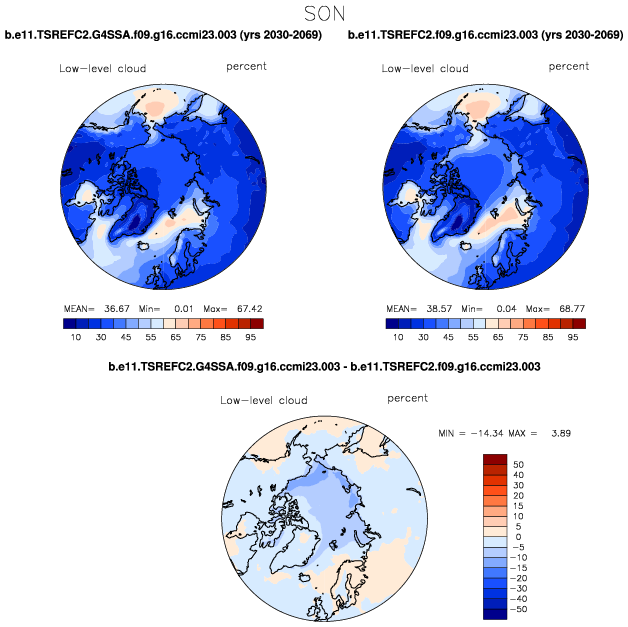 SON
b.e11.TSREFC2.G4SSA.f09.g16.ccmi23.003 (yrs 2030-2069)
b.e11.TSREFC2.f09.g16.ccmi23.003 (yrs 2030-2069)
Low-level cloud percent
Low-level cloud percent
MEAN= 36.67 Min= 0.01 Max= 67.42
MEAN= 38.57 Min= 0.04 Max= 68.77
10 30 45 55 65 75 85 95
10 30 45 55 65 75 85 95
b.e11.TSREFC2.G4SSA.f09.g16.ccmi23.003 - b.e11.TSREFC2.f09.g16.ccmi23.003
Low-level cloud percent
MIN = -14.34 MAX = 3.89
50
40
30
20
15
10
5
0
-5
-10
-15
-20
-30
-40
-50